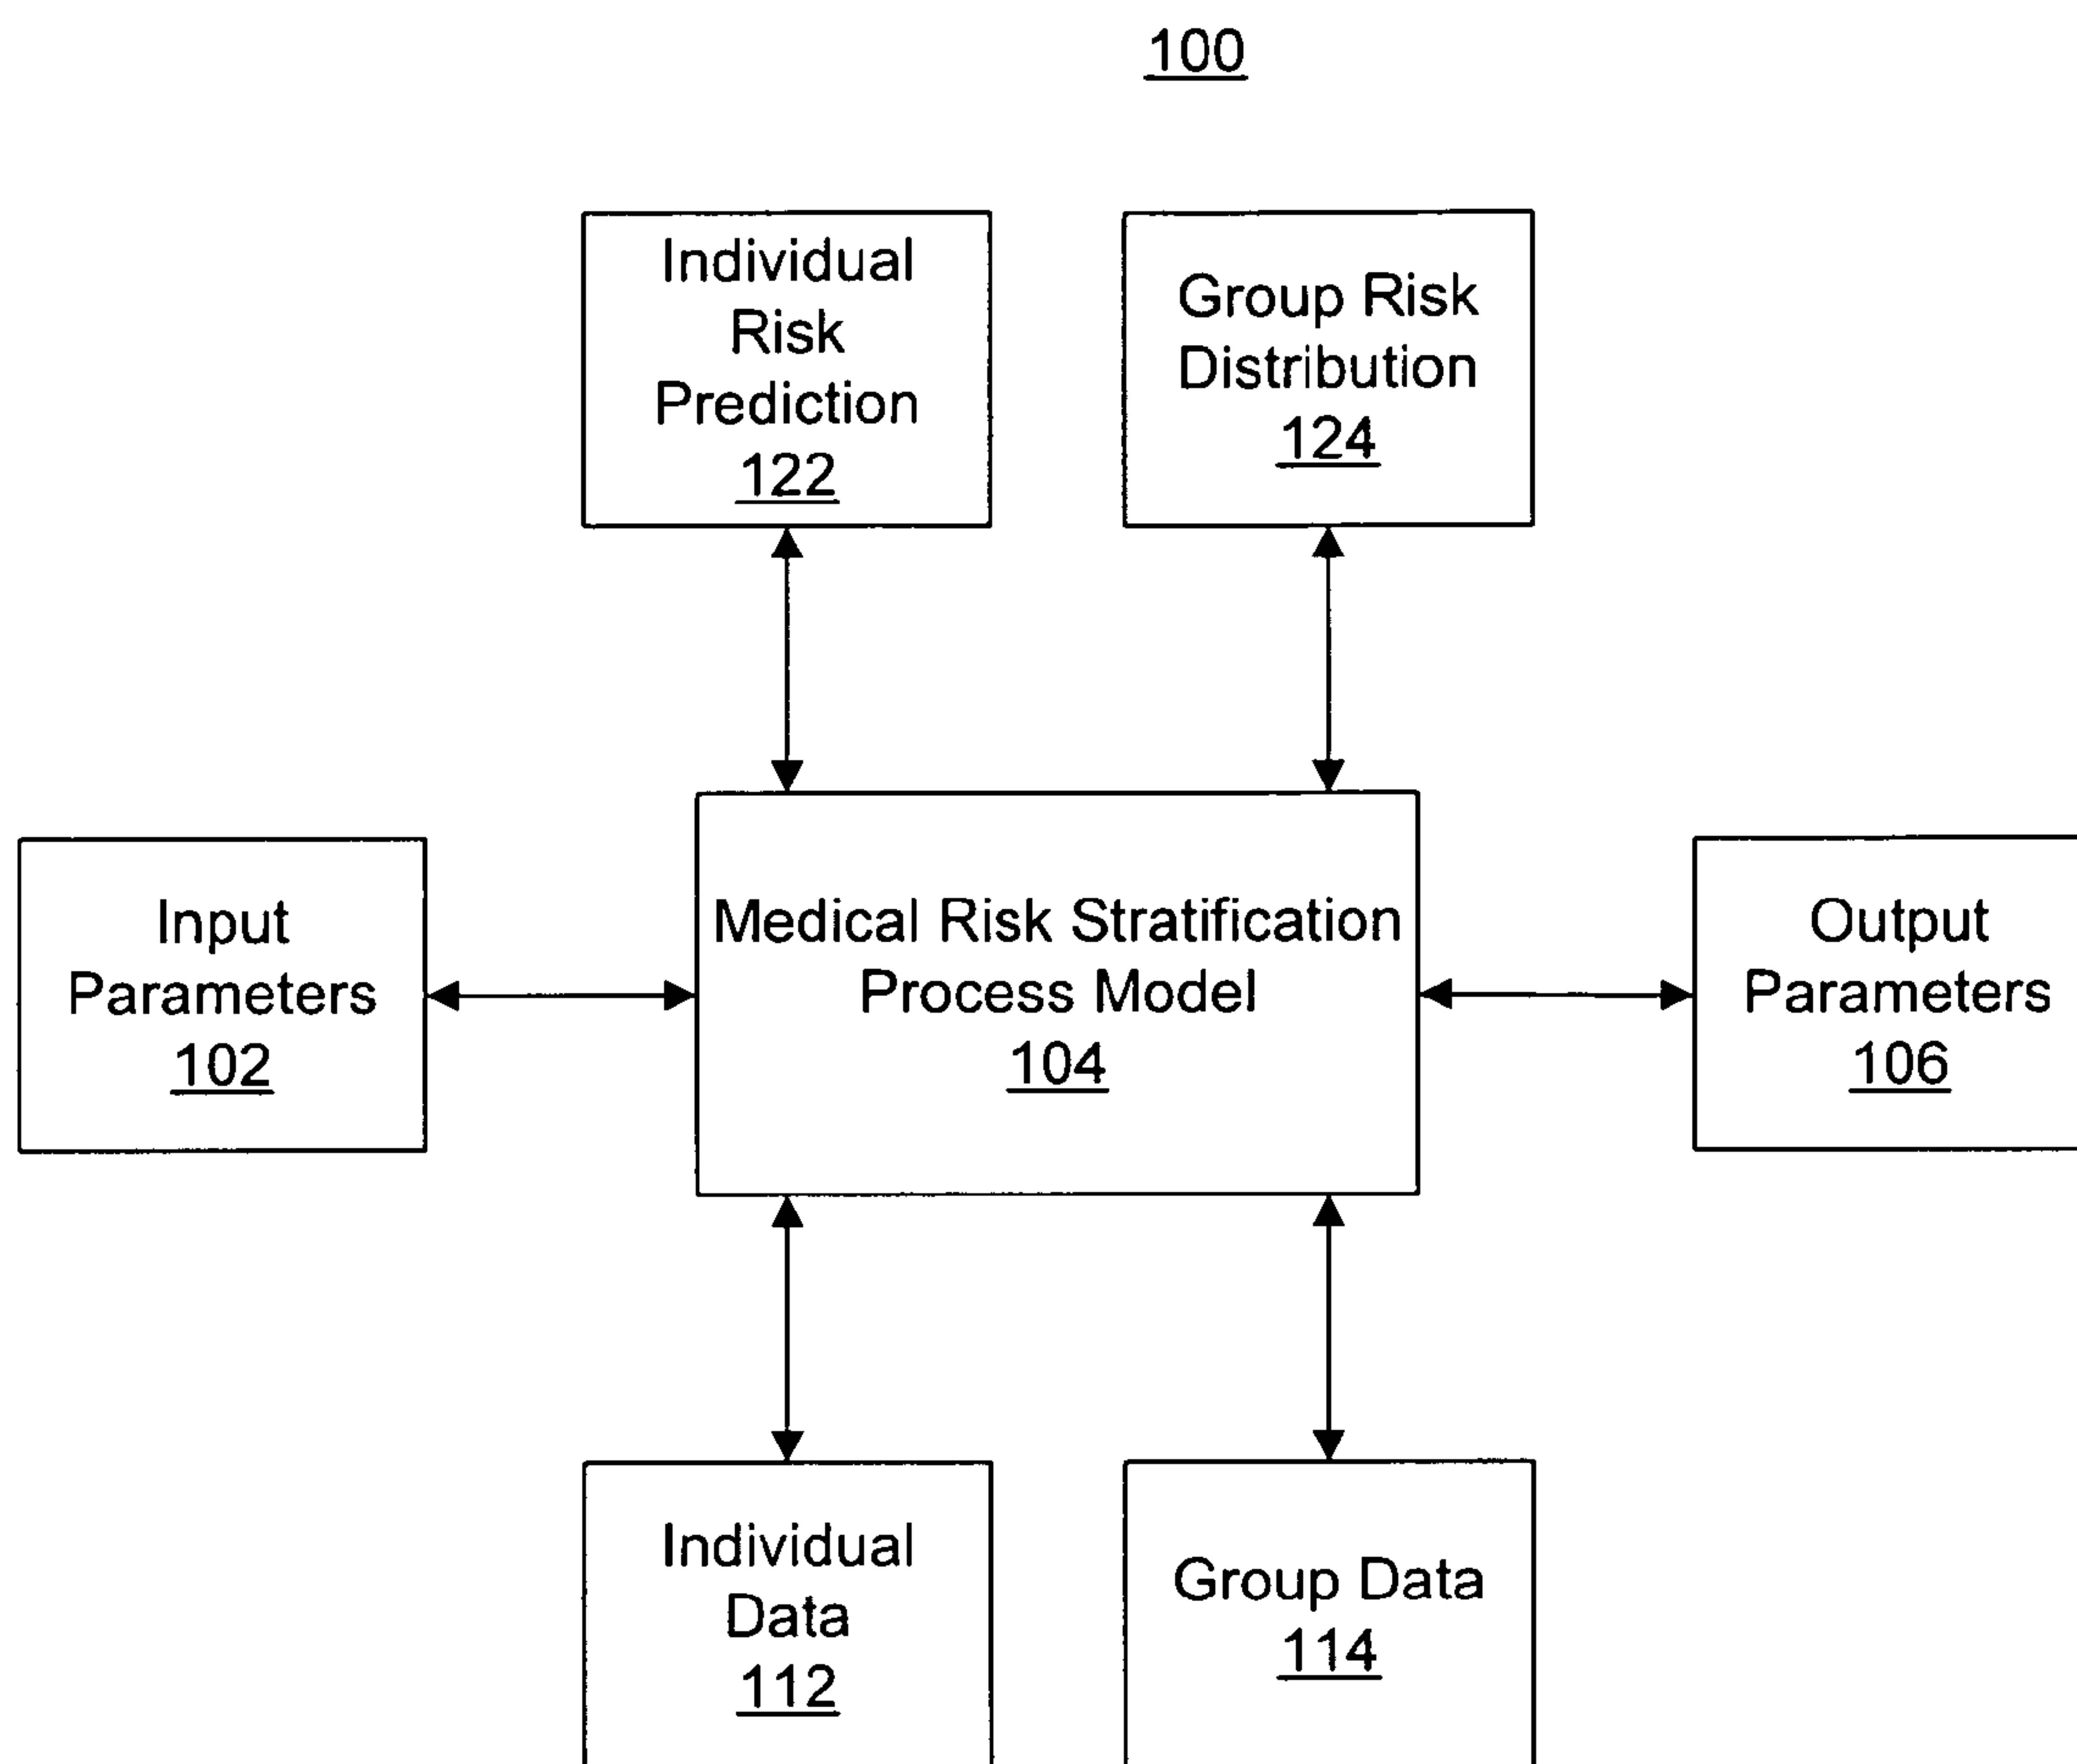 100
Individual
Risk
Prediction
122
Group Risk
Distribution
124
Input
Parameters
102
Medical Risk Stratification
Process Model
104
Output
Parameters
106
Individual
Data
112
Group Data
114